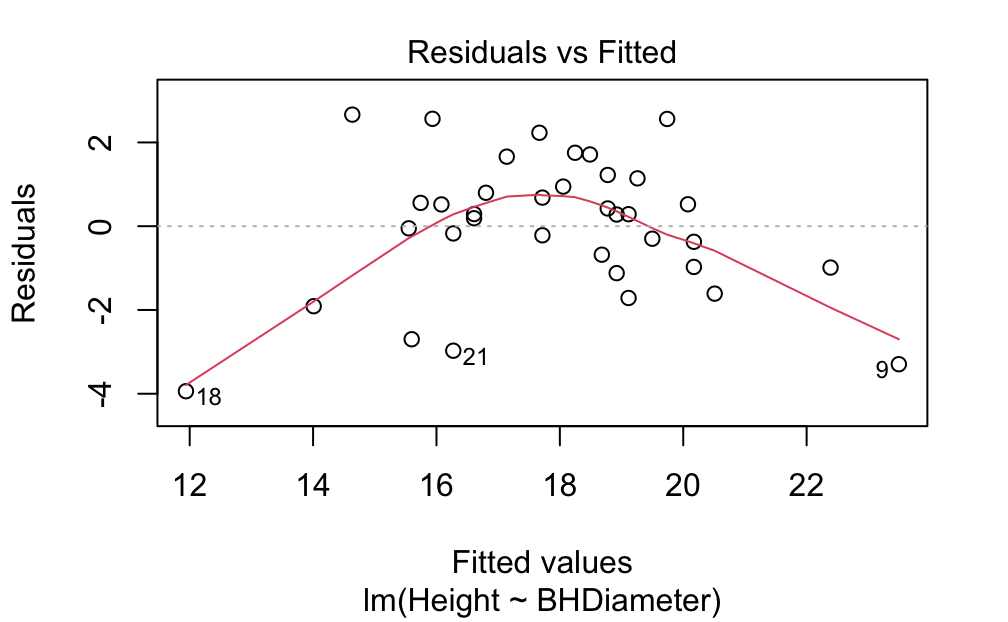 Residuals vs Fitted
Residuals
2
0
-2
-4
18
21
9
12 14 16 18 20 22
Fitted values
lm(Height ~ BHDiameter)